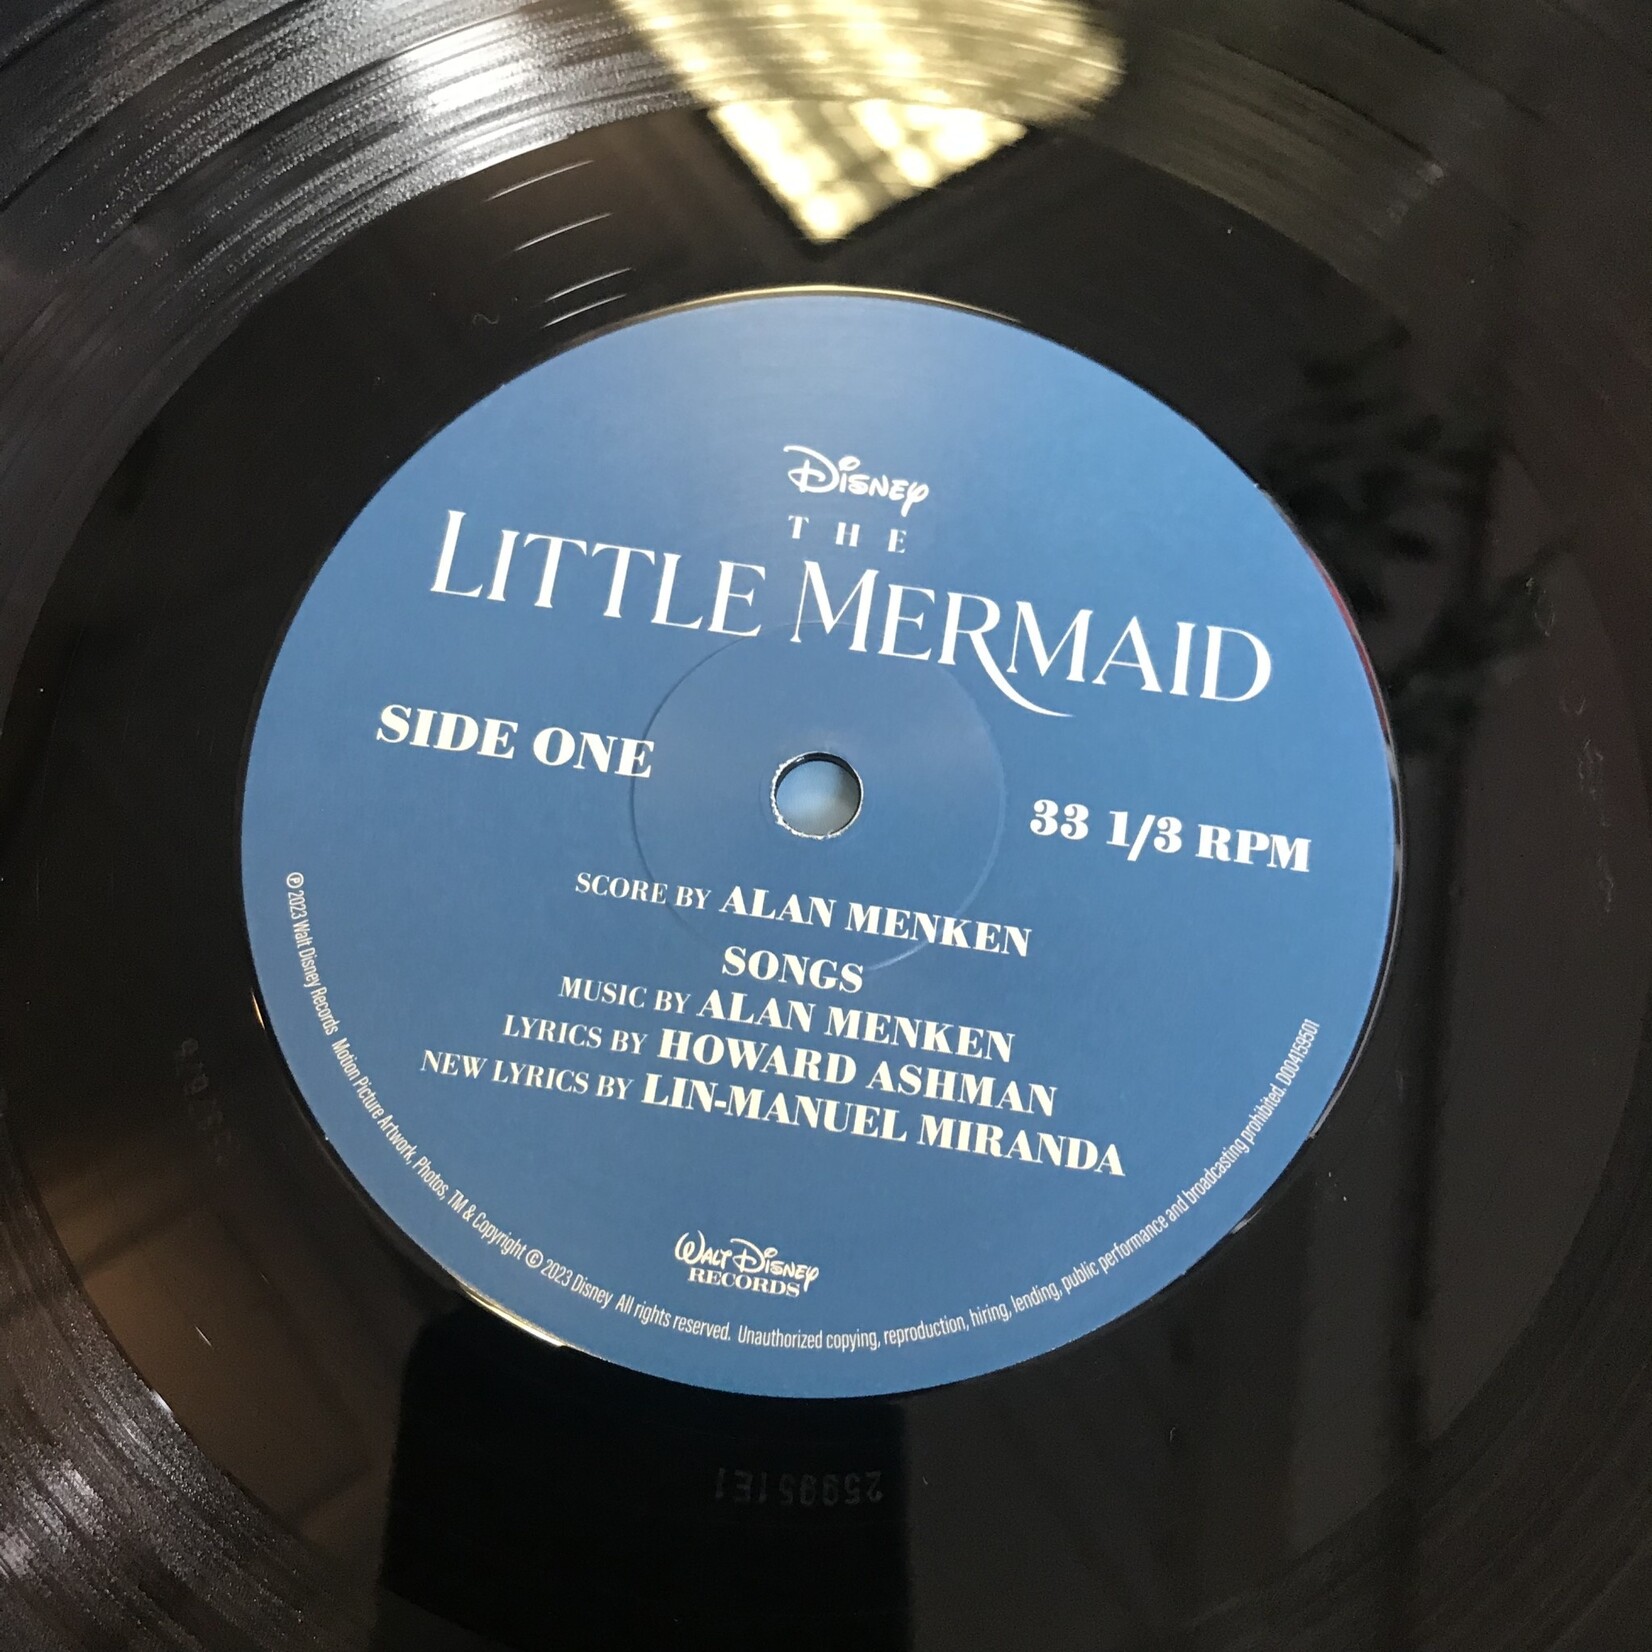 Disney
THE
LITTLE MERMAID
SIDE ONE
33 1/3 RPM
SCORE BY ALAN MENKEN
SONGS
MUSIC BY ALAN MENKEN
LYRICS BY HOWARD ASHMAN
NEW LYRICS BY LIN-MANUEL MIRANDA
WALT DISNEY
RECORDS
℗ 2023 Walt Disney Records Motion Picture Artwork, Photos, TM & Copyright © 2023 Disney All rights reserved. Unauthorized copying, reproduction, hiring, lending, public performance and broadcasting prohibited. D004159501